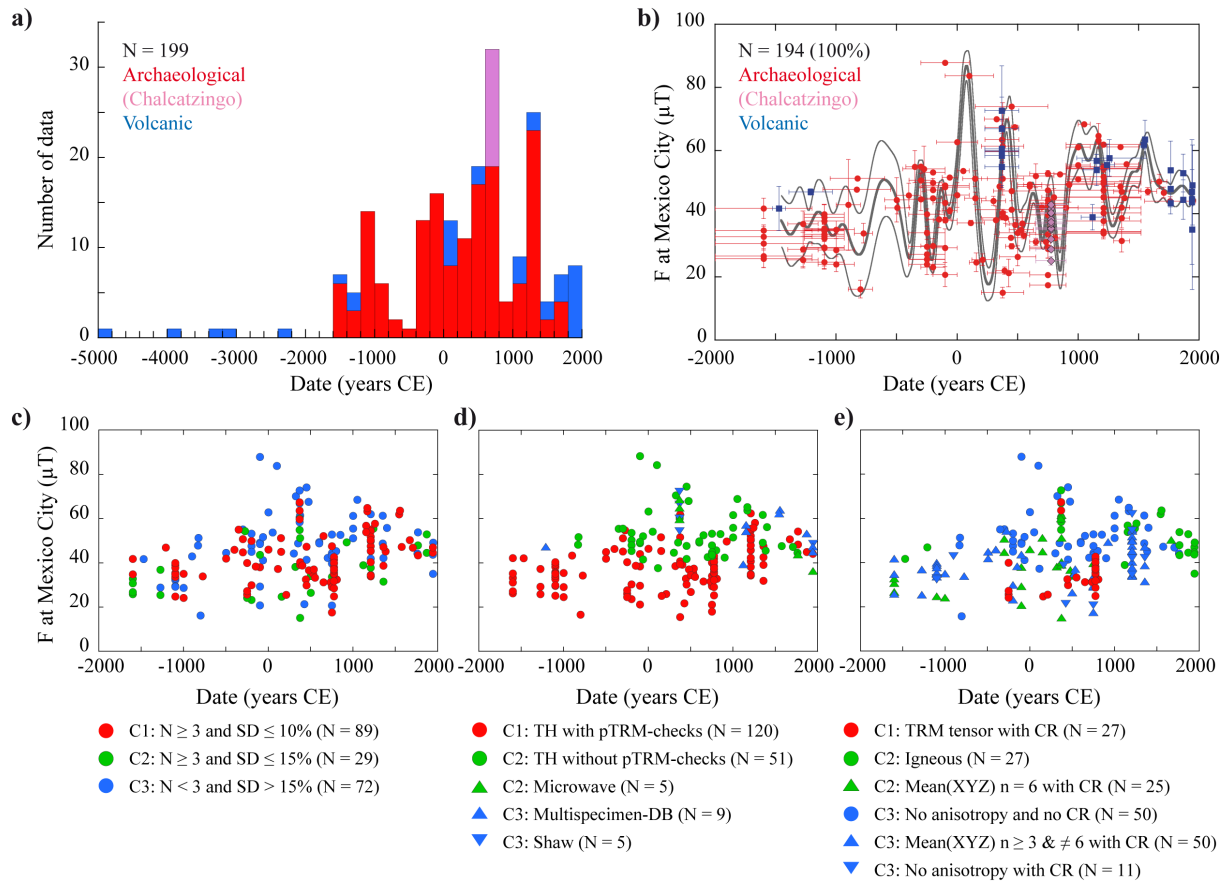 a)
N = 199
Archaeological
(Chalcatzingo)
Volcanic
Number of data
30
20
10
0
-5000 -4000 -3000 -2000 -1000 0 1000 2000
Date (years CE)
b)
N = 194 (100%)
Archaeological
(Chalcatzingo)
Volcanic
F at Mexico City (μT)
100
80
60
40
20
0
-2000 -1000 0 1000 2000
Date (years CE)
c)
F at Mexico City (μT)
100
80
60
40
20
0
-2000 -1000 0 1000 2000
Date (years CE)
C1: N ≥ 3 and SD ≤ 10% (N = 89)
C2: N ≥ 3 and SD ≤ 15% (N = 29)
C3: N < 3 and SD > 15% (N = 72)
d)
-2000 -1000 0 1000 2000
Date (years CE)
C1: TH with pTRM-checks (N = 120)
C2: TH without pTRM-checks (N = 51)
C2: Microwave (N = 5)
C3: Multispecimen-DB (N = 9)
C3: Shaw (N = 5)
e)
-2000 -1000 0 1000 2000
Date (years CE)
C1: TRM tensor with CR (N = 27)
C2: Igneous (N = 27)
C2: Mean(XYZ) n = 6 with CR (N = 25)
C3: No anisotropy and no CR (N = 50)
C3: Mean(XYZ) n ≥ 3 & ≠ 6 with CR (N = 50)
C3: No anisotropy with CR (N = 11)